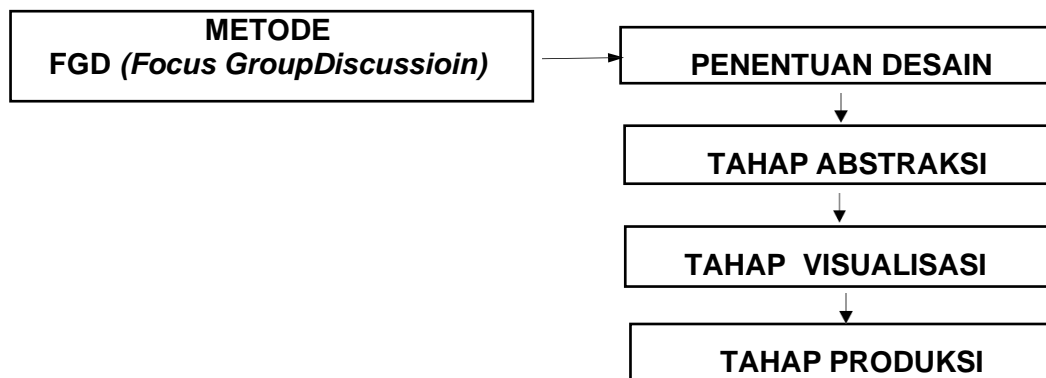 METODE
FGD (Focus GroupDiscussioin)
PENENTUAN DESAIN
TAHAP ABSTRAKSI
TAHAP VISUALISASI
TAHAP PRODUKSI